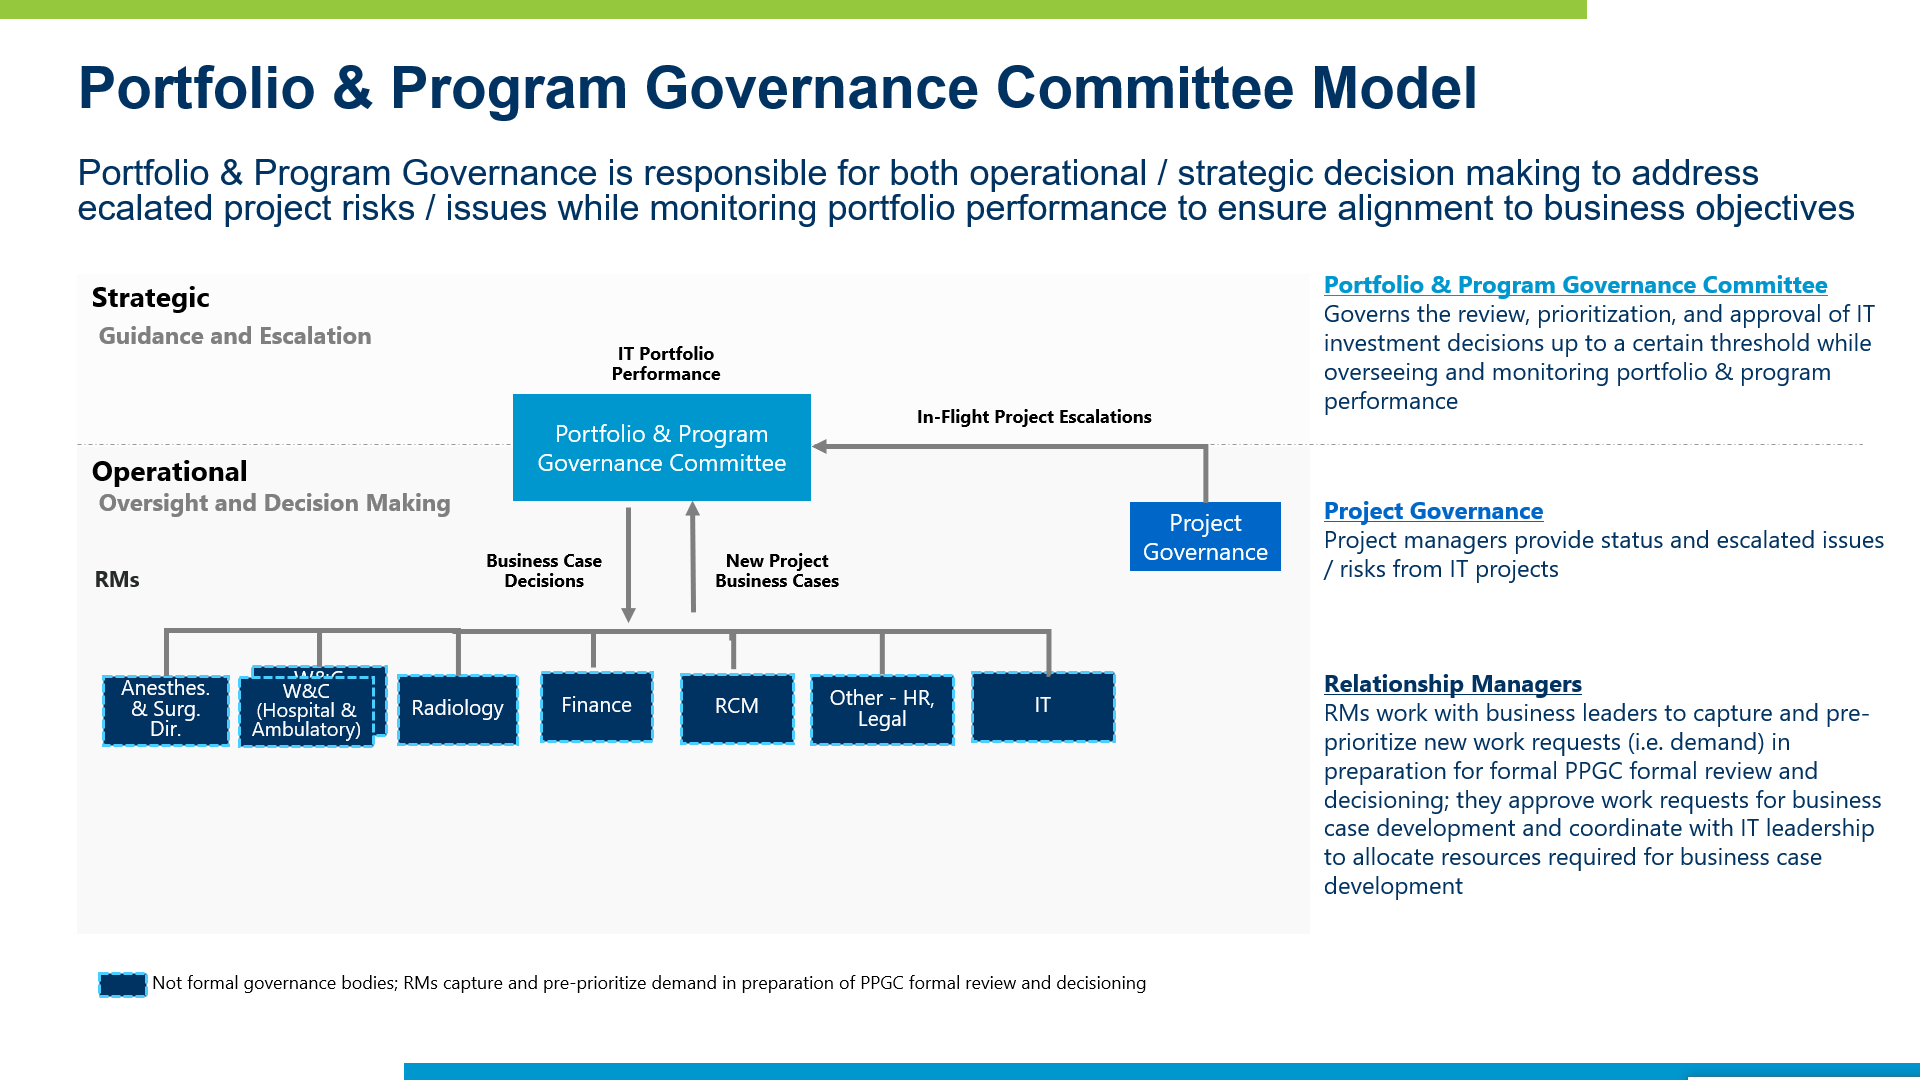 Portfolio & Program Governance Committee Model
Portfolio & Program Governance is responsible for both operational / strategic decision making to address
ecalated project risks / issues while monitoring portfolio performance to ensure alignment to business objectives
Strategic
Guidance and Escalation
IT Portfolio
Performance
Portfolio & Program
Governance Committee
In-Flight Project Escalations
Operational
Oversight and Decision Making
Project
Governance
Business Case
Decisions
New Project
Business Cases
RMs
Anesthes.
& Surg.
Dir.
W&C
W&C
(Hospital &
Ambulatory)
Radiology
Finance
RCM
Other - HR,
Legal
IT
Portfolio & Program Governance Committee
Governs the review, prioritization, and approval of IT
investment decisions up to a certain threshold while
overseeing and monitoring portfolio & program
performance
Project Governance
Project managers provide status and escalated issues
/ risks from IT projects
Relationship Managers
RMs work with business leaders to capture and pre-
prioritize new work requests (i.e. demand) in
preparation for formal PPGC formal review and
decisioning; they approve work requests for business
case development and coordinate with IT leadership
to allocate resources required for business case
development
Not formal governance bodies; RMs capture and pre-prioritize demand in preparation of PPGC formal review and decisioning